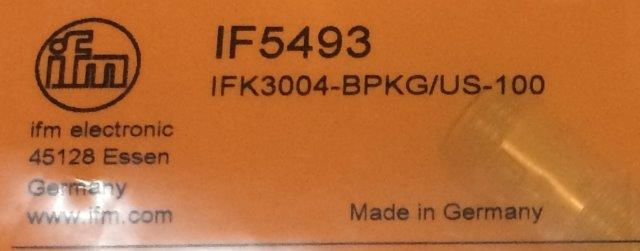 ifm
IF5493
IFK3004-BPKG/US-100
ifm electronic
45128 Essen
Germany
www.ifm.com
Made in Germany